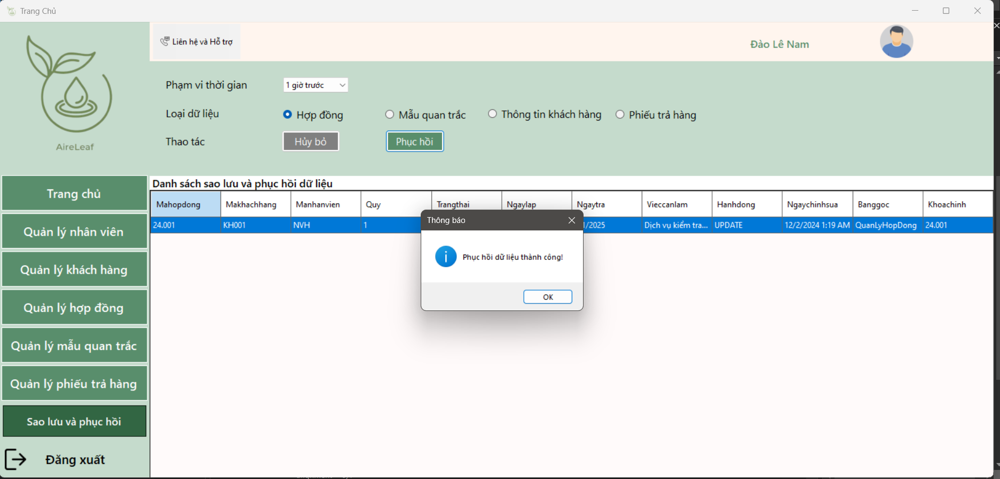 Trang Chủ
Liên hệ và Hỗ trợ
Đào Lê Nam
AireLeaf
Phạm vi thời gian
1 giờ trước
Loại dữ liệu
Hợp đồng
Mẫu quan trắc
Thông tin khách hàng
Phiếu trả hàng
Thao tác
Hủy bỏ
Phục hồi
Trang chủ
Quản lý nhân viên
Quản lý khách hàng
Quản lý hợp đồng
Quản lý mẫu quan trắc
Quản lý phiếu trả hàng
Sao lưu và phục hồi
Đăng xuất
Danh sách sao lưu và phục hồi dữ liệu
Mahopdong Makhachhang Manhanvien Quy Trangthai Ngaylap Ngaytra Vieccanlam Hanhdong Ngaychinhsua Banggoc Khoachinh
24.001 KH001 NVH 1 /2025 Dịch vụ kiểm tra... UPDATE 12/2/2024 1:19 AM QuanLyHopDong 24.001
Thông báo
Phục hồi dữ liệu thành công!
OK